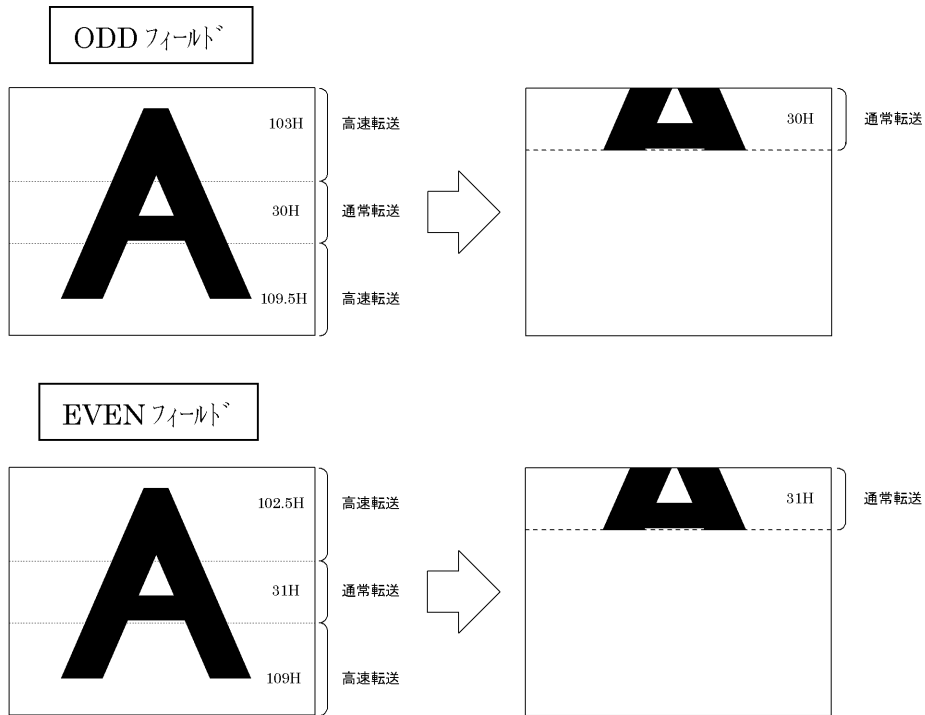 ODD フィールド
103H 高速転送 30H 通常転送
30H 通常転送
109.5H 高速転送
EVEN フィールド
102.5H 高速転送 31H 通常転送
31H 通常転送
109H 高速転送